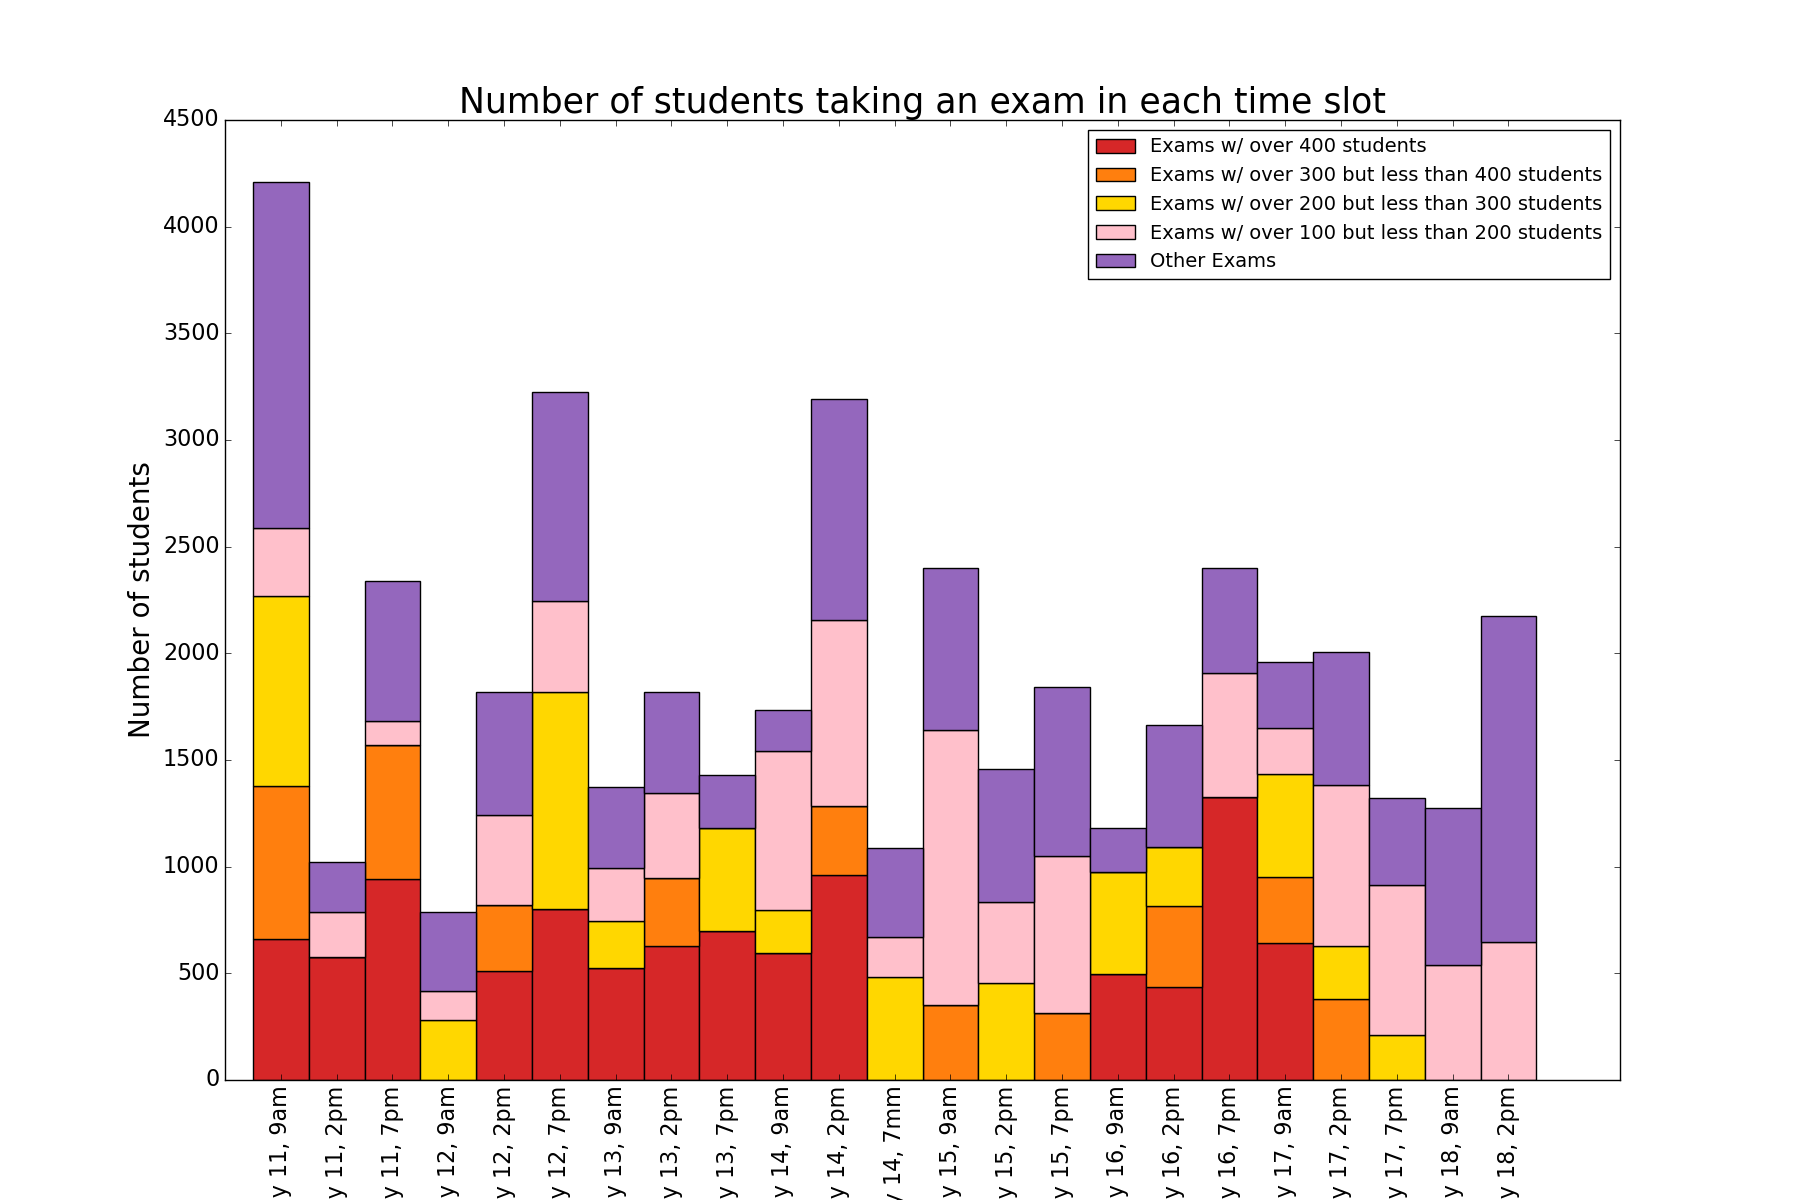 Number of students taking an exam in each time slot
4500
4000
3500
3000
2500
2000
1500
1000
500
0
Number of students
Exams w/ over 400 students
Exams w/ over 300 but less than 400 students
Exams w/ over 200 but less than 300 students
Exams w/ over 100 but less than 200 students
Other Exams
y 11, 9am
y 11, 2pm
y 11, 7pm
y 12, 9am
y 12, 2pm
y 12, 7pm
y 13, 9am
y 13, 2pm
y 13, 7pm
y 14, 9am
y 14, 2pm
y 14, 7mm
y 15, 9am
y 15, 2pm
y 15, 7pm
y 16, 9am
y 16, 2pm
y 16, 7pm
y 17, 9am
y 17, 2pm
y 17, 7pm
y 18, 9am
y 18, 2pm